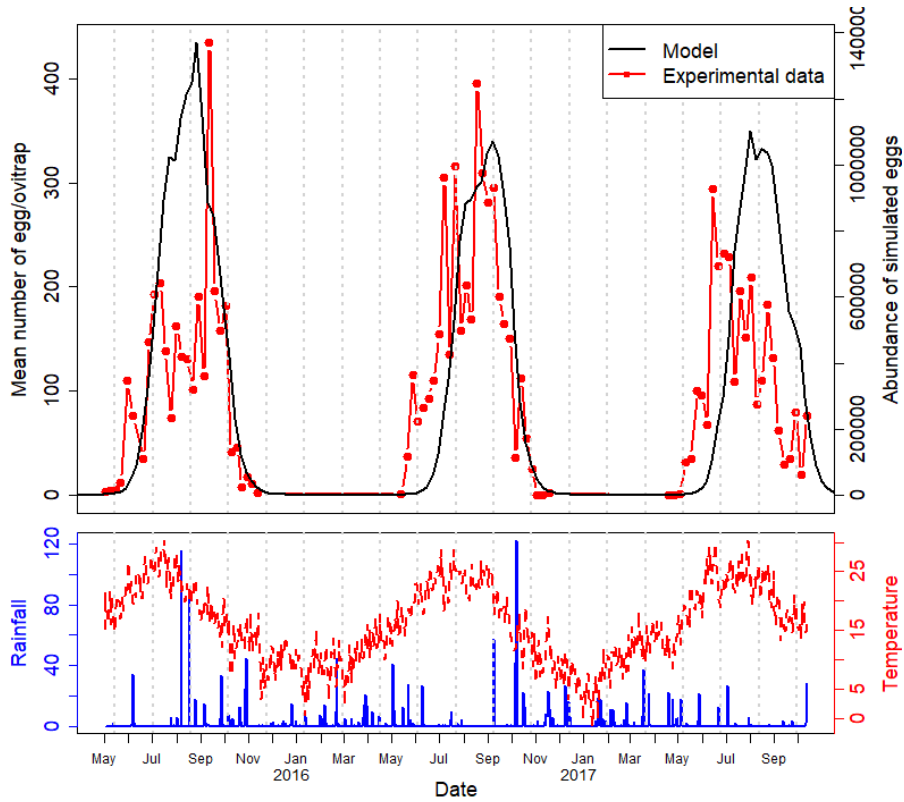 Model
Experimental data
Mean number of egg/ovitrap
0
100
200
300
400
Abundance of simulated eggs
0
200000
600000
1000000
Rainfall
0
40
80
120
Temperature
0
5
15
25
May Jul Sep Nov Jan Mar May Jul Sep Nov Jan Mar May Jul Sep
2016 2017
Date